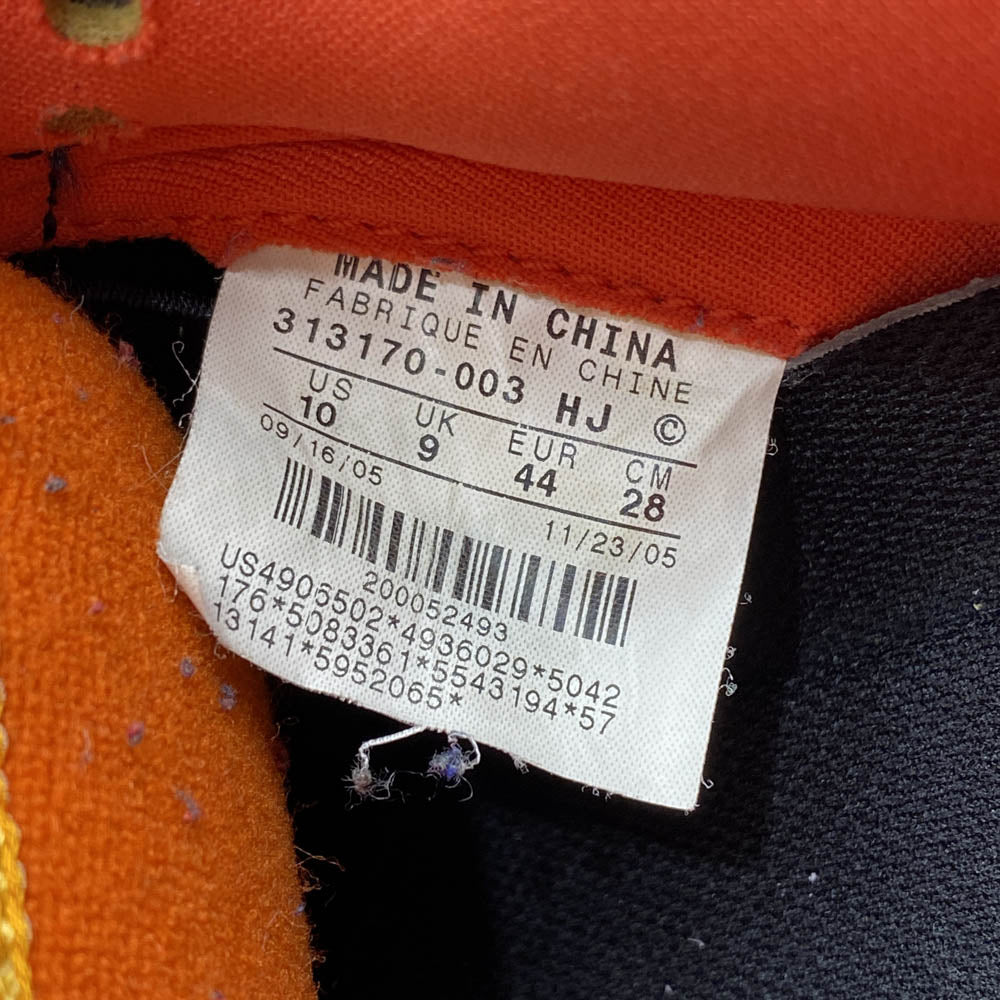 MADE IN CHINA
FABRIQUE EN CHINE
313170-003 HJ ©
US UK EUR CM
10 9 44 28
09/16/05 11/23/05
200052493
US4906502*4936029*5042
176*5083361*5543194*57
13141*5952065*